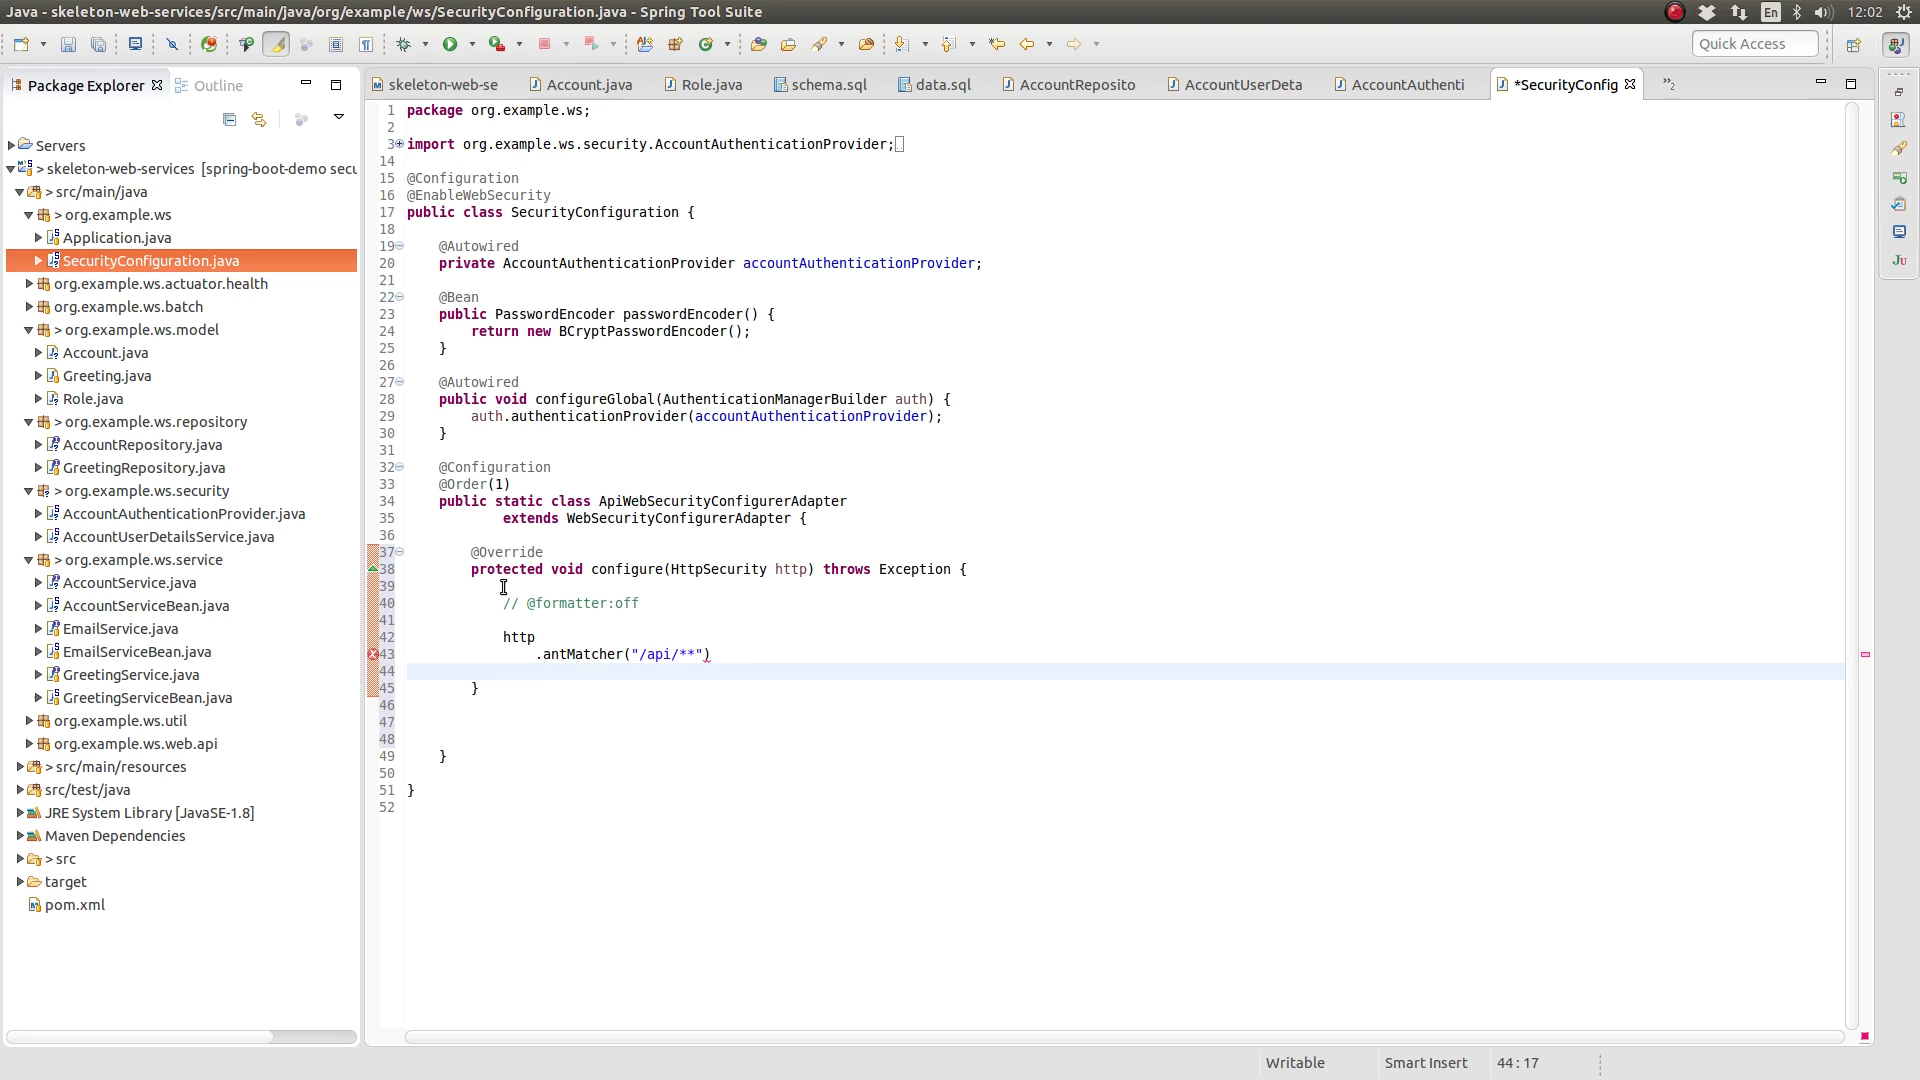 Java - skeleton-web-services/src/main/java/org/example/ws/SecurityConfiguration.java - Spring Tool Suite
En
12:02
Quick Access
Package Explorer
Outline
skeleton-web-se
Account.java
Role.java
schema.sql
data.sql
AccountReposito
AccountUserDeta
AccountAuthenti
*SecurityConfig
»2
Servers
> skeleton-web-services [spring-boot-demo secu
> src/main/java
> org.example.ws
Application.java
SecurityConfiguration.java
org.example.ws.actuator.health
org.example.ws.batch
> org.example.ws.model
Account.java
Greeting.java
Role.java
> org.example.ws.repository
AccountRepository.java
GreetingRepository.java
> org.example.ws.security
AccountAuthenticationProvider.java
AccountUserDetailsService.java
> org.example.ws.service
AccountService.java
AccountServiceBean.java
EmailService.java
EmailServiceBean.java
GreetingService.java
GreetingServiceBean.java
org.example.ws.util
org.example.ws.web.api
> src/main/resources
src/test/java
JRE System Library [JavaSE-1.8]
Maven Dependencies
> src
target
pom.xml
1 package org.example.ws;
2
3 import org.example.ws.security.AccountAuthenticationProvider;
14
15 @Configuration
16 @EnableWebSecurity
17 public class SecurityConfiguration {
18
19 @Autowired
20 private AccountAuthenticationProvider accountAuthenticationProvider;
21
22 @Bean
23 public PasswordEncoder passwordEncoder() {
24 return new BCryptPasswordEncoder();
25 }
26
27 @Autowired
28 public void configureGlobal(AuthenticationManagerBuilder auth) {
29 auth.authenticationProvider(accountAuthenticationProvider);
30 }
31
32 @Configuration
33 @Order(1)
34 public static class ApiWebSecurityConfigurerAdapter
35 extends WebSecurityConfigurerAdapter {
36
37 @Override
38 protected void configure(HttpSecurity http) throws Exception {
39
40 // @formatter:off
41
42 http
43 .antMatcher("/api/**")
44
45 }
46
47
48
49 }
50
51 }
52
Ju
Writable
Smart Insert
44 : 17